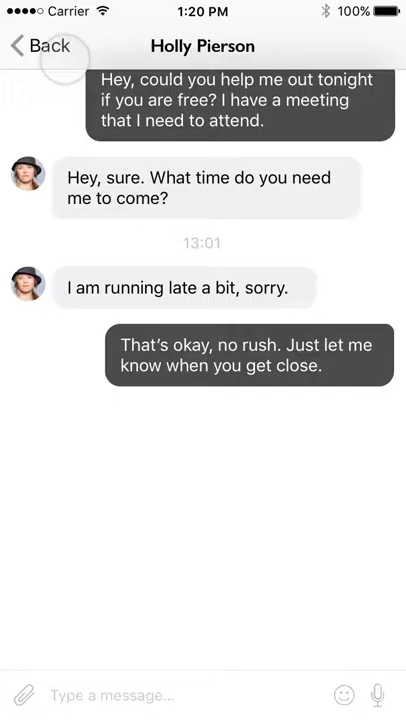 Carrier 1:20 PM 100%
Back Holly Pierson
Hey, could you help me out tonight
if you are free? I have a meeting
that I need to attend.
Hey, sure. What time do you need
me to come?
13:01
I am running late a bit, sorry.
That's okay, no rush. Just let me
know when you get close.
Type a message...